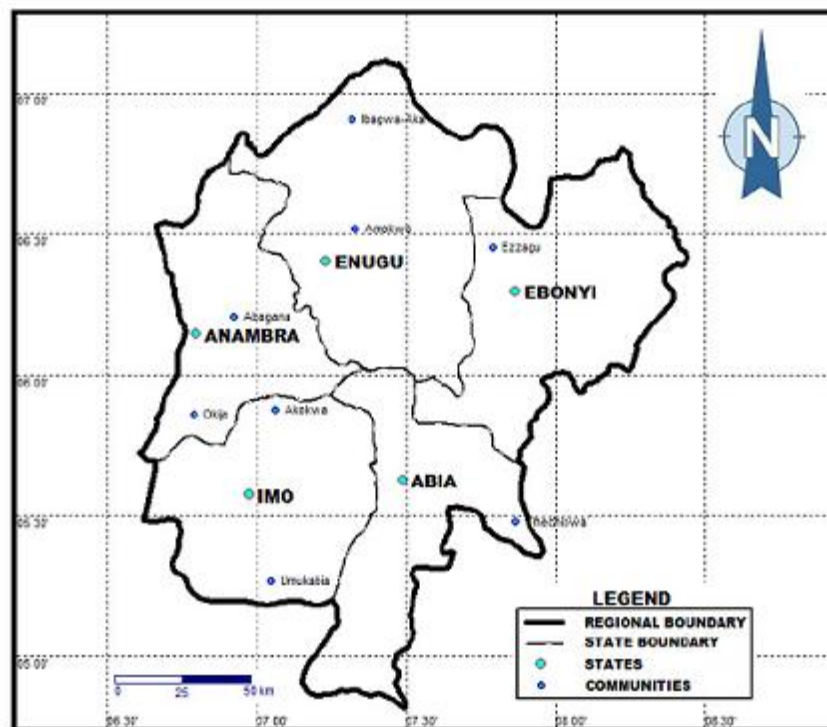 N
07 00'
Ibagwa-Aka
06 30'
Amokwe
Ezzagu
ENUGU
EBONYI
Abagana
ANAMBRA
06 00'
Okija
Akokwa
ABIA
IMO
05 30'
Umukabia
LEGEND
REGIONAL BOUNDARY
STATE BOUNDARY
STATES
COMMUNITIES
05 00'
0 25 50 km
06 30' 07 00' 07 30' 08 00' 08 30'